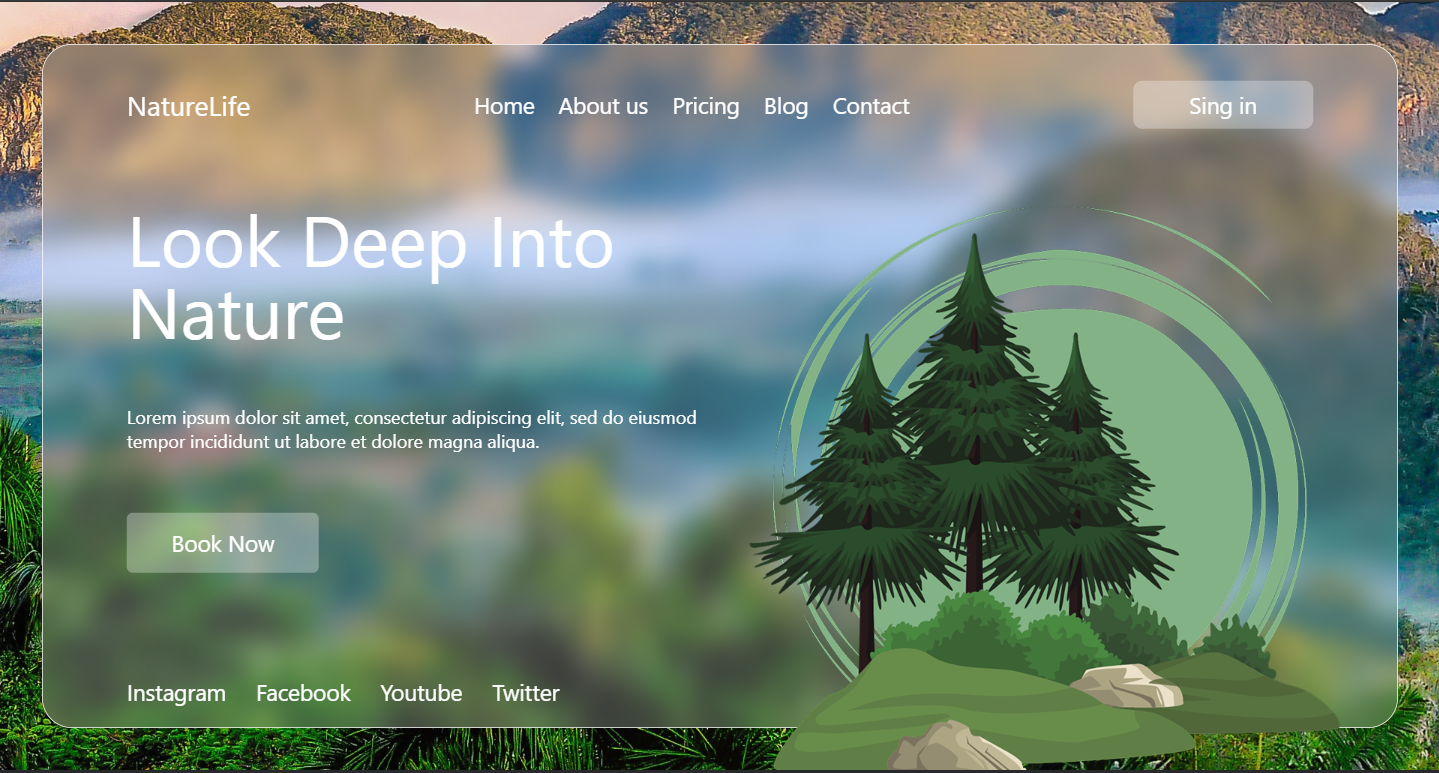 NatureLife
Home About us Pricing Blog Contact
Sing in
Look Deep Into
Nature
Lorem ipsum dolor sit amet, consectetur adipiscing elit, sed do eiusmod
tempor incididunt ut labore et dolore magna aliqua.
Book Now
Instagram Facebook Youtube Twitter